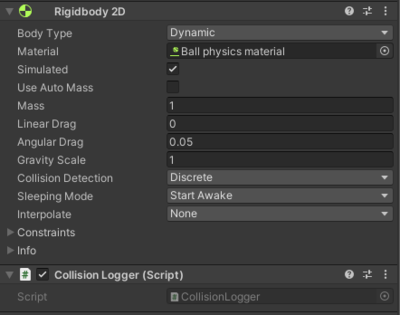 Rigidbody 2D
Body Type Dynamic
Material Ball physics material
Simulated
Use Auto Mass
Mass 1
Linear Drag 0
Angular Drag 0.05
Gravity Scale 1
Collision Detection Discrete
Sleeping Mode Start Awake
Interpolate None
Constraints
Info
Collision Logger (Script)
Script CollisionLogger